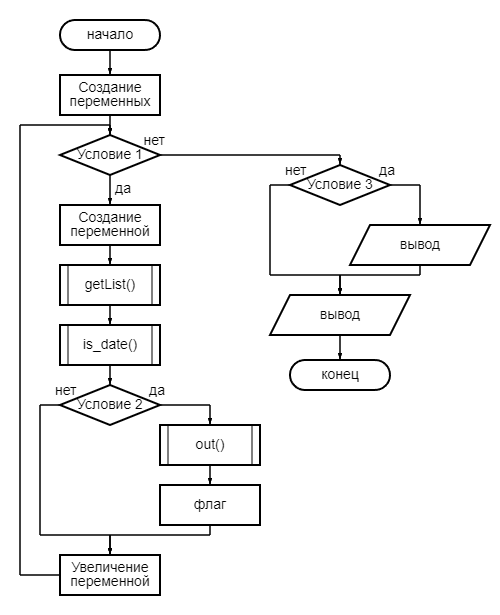 начало
Создание
переменных
нет
Условие 1
да
нет
да
Условие 3
Создание
переменной
вывод
getList()
вывод
is_date()
конец
нет
да
Условие 2
out()
флаг
Увеличение
переменной